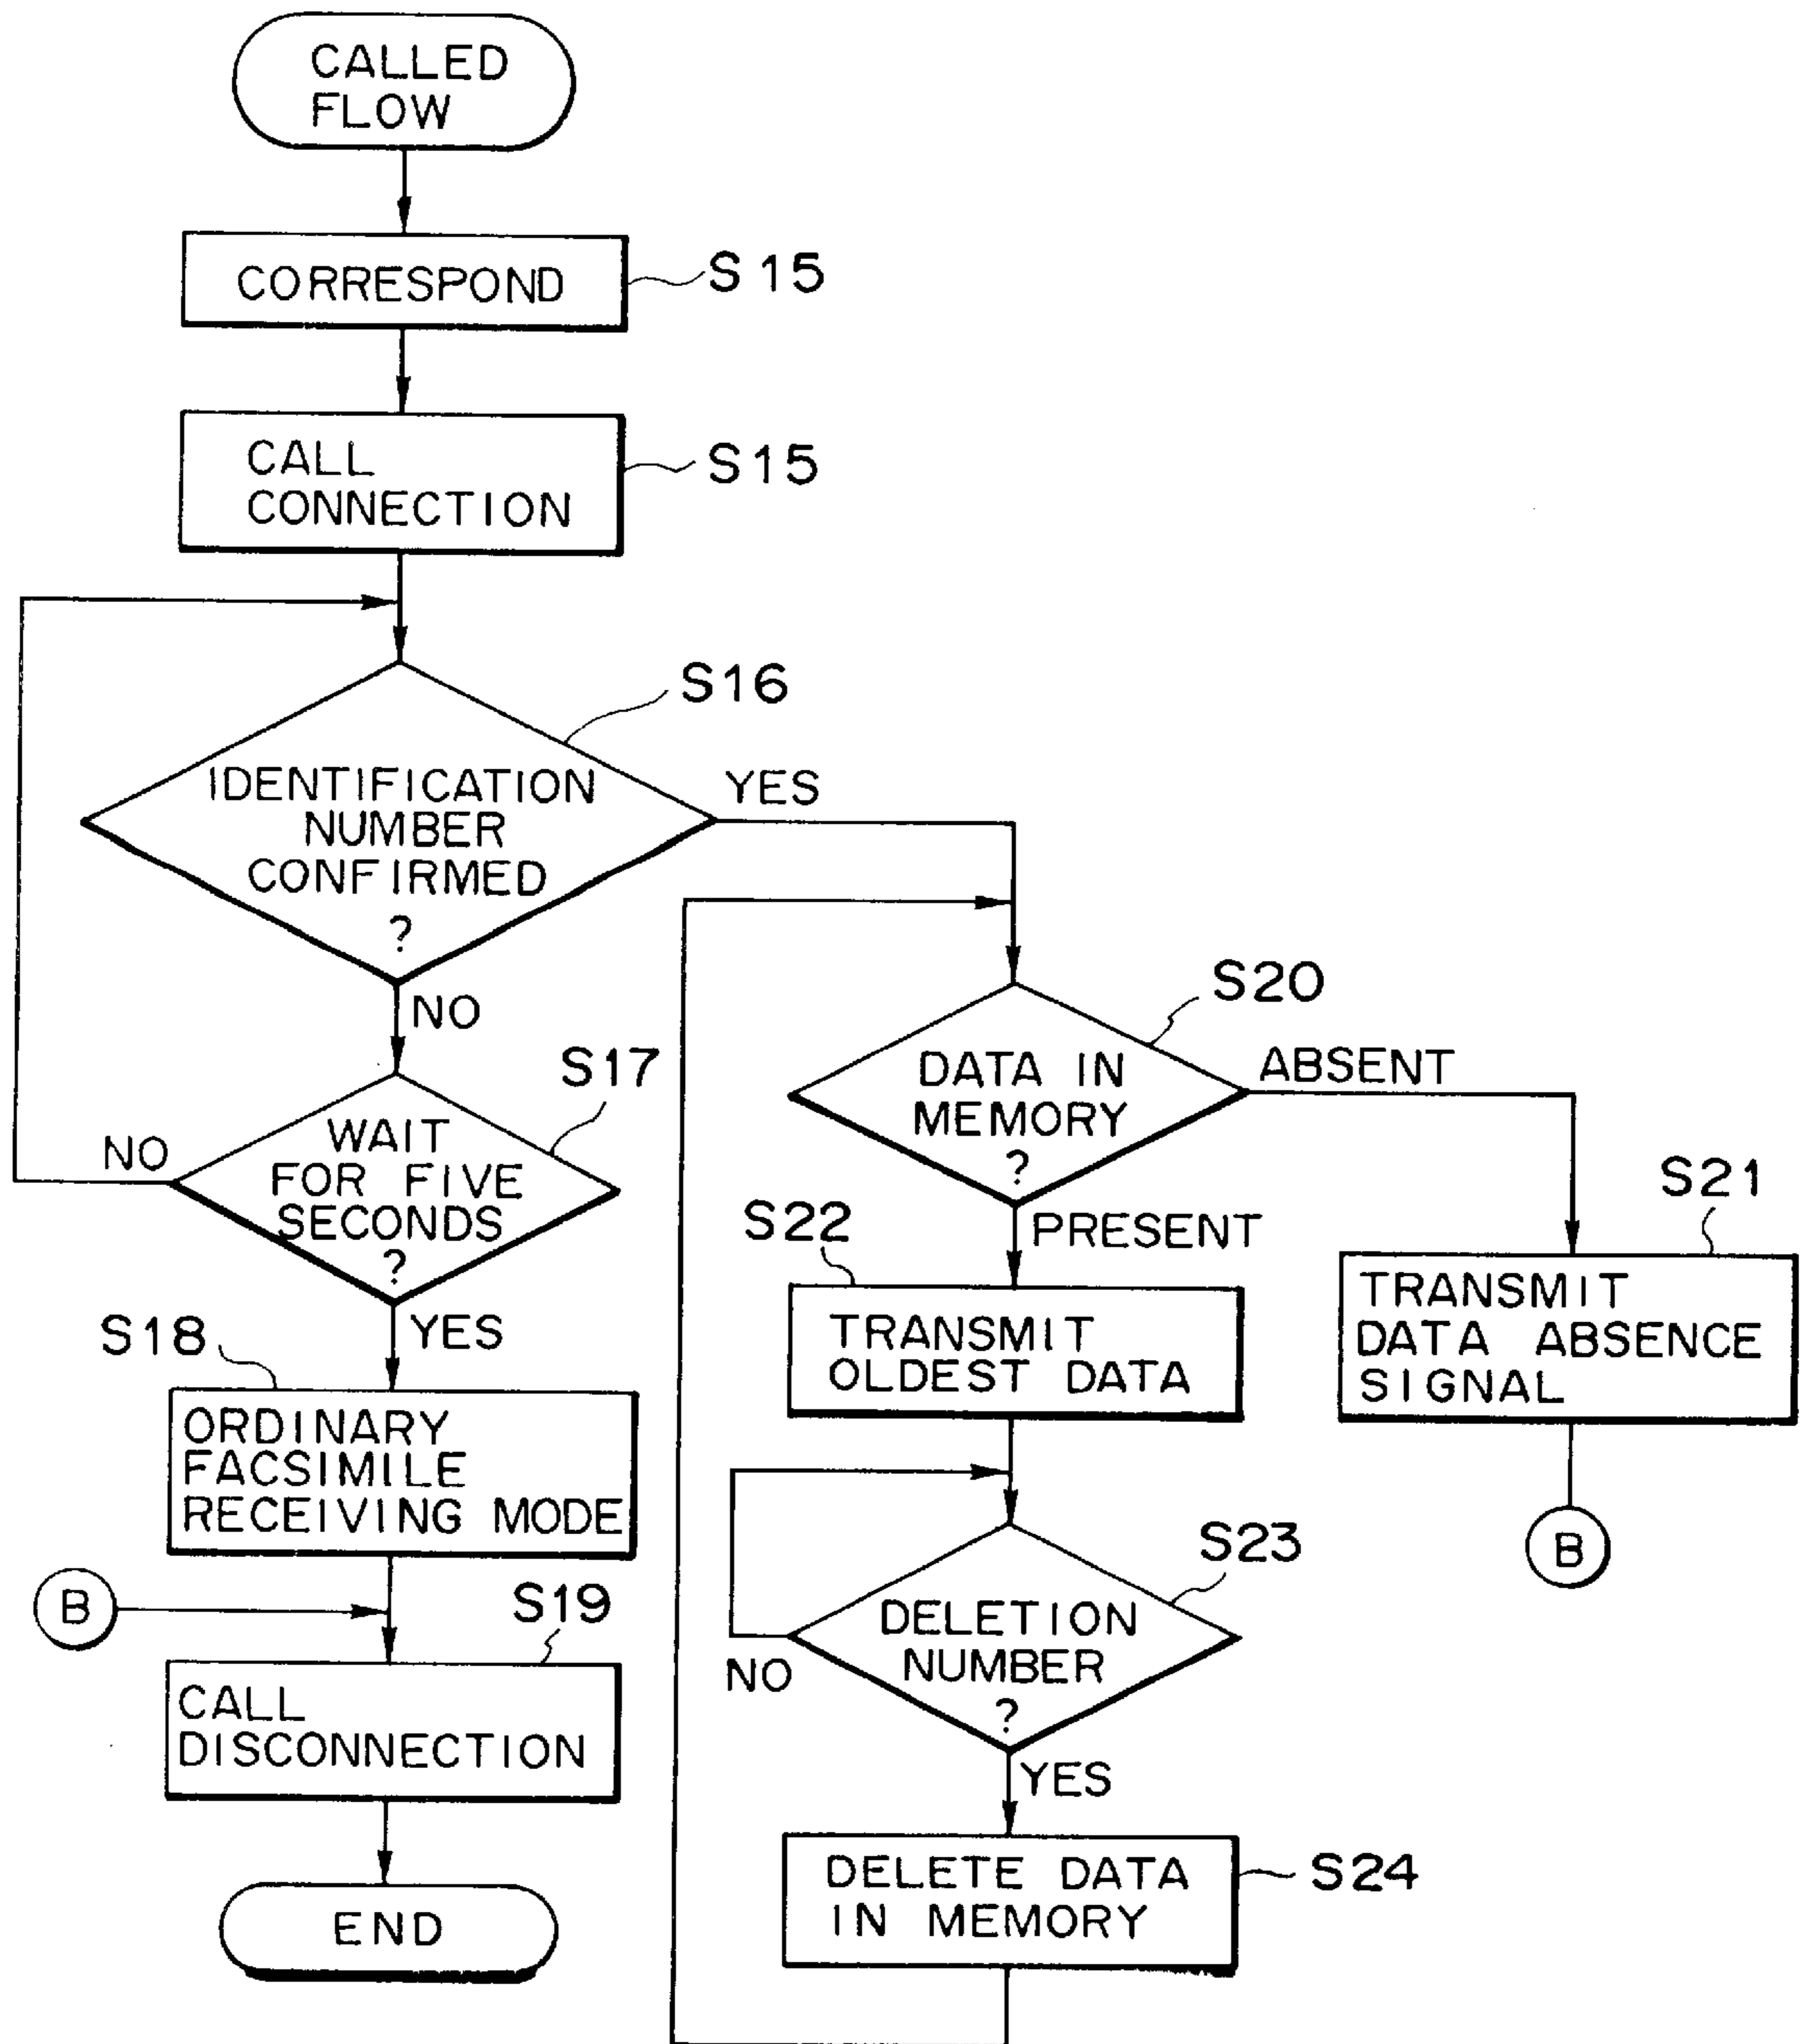 CALLED
FLOW
CORRESPOND
S15
CALL
CONNECTION
S15
S16
IDENTIFICATION
NUMBER
CONFIRMED
?
YES
NO
S17
WAIT
FOR FIVE
SECONDS
?
NO
YES
S18
ORDINARY
FACSIMILE
RECEIVING MODE
B
S19
CALL
DISCONNECTION
END
S20
DATA IN
MEMORY
?
ABSENT
PRESENT
S21
TRANSMIT
DATA ABSENCE
SIGNAL
B
S22
TRANSMIT
OLDEST DATA
S23
DELETION
NUMBER
?
NO
YES
DELETE DATA
IN MEMORY
S24